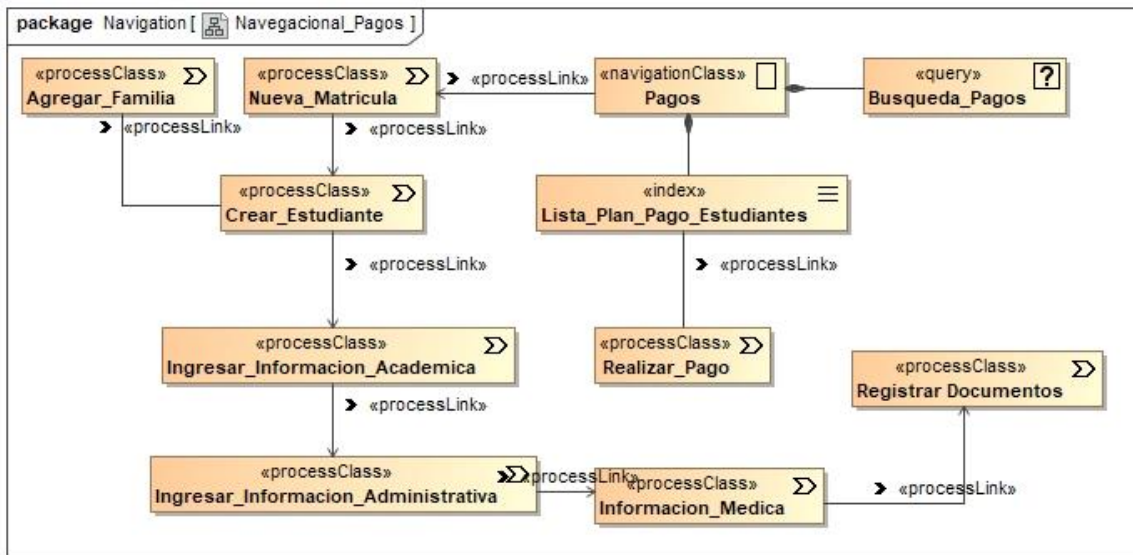 package Navigation [ Navegacional_Pagos ]
«processClass»
Agregar_Familia
«processClass»
Nueva_Matricula
«processLink»
«navigationClass»
Pagos
«query»
Busqueda_Pagos
?
«processLink»
«processLink»
«processClass»
Crear_Estudiante
«index»
Lista_Plan_Pago_Estudiantes
«processLink»
«processLink»
«processClass»
Ingresar_Informacion_Academica
«processClass»
Realizar_Pago
«processClass»
Registrar Documentos
«processLink»
«processClass»
Ingresar_Informacion_Administrativa
«processLink»
«processClass»
Informacion_Medica
«processLink»